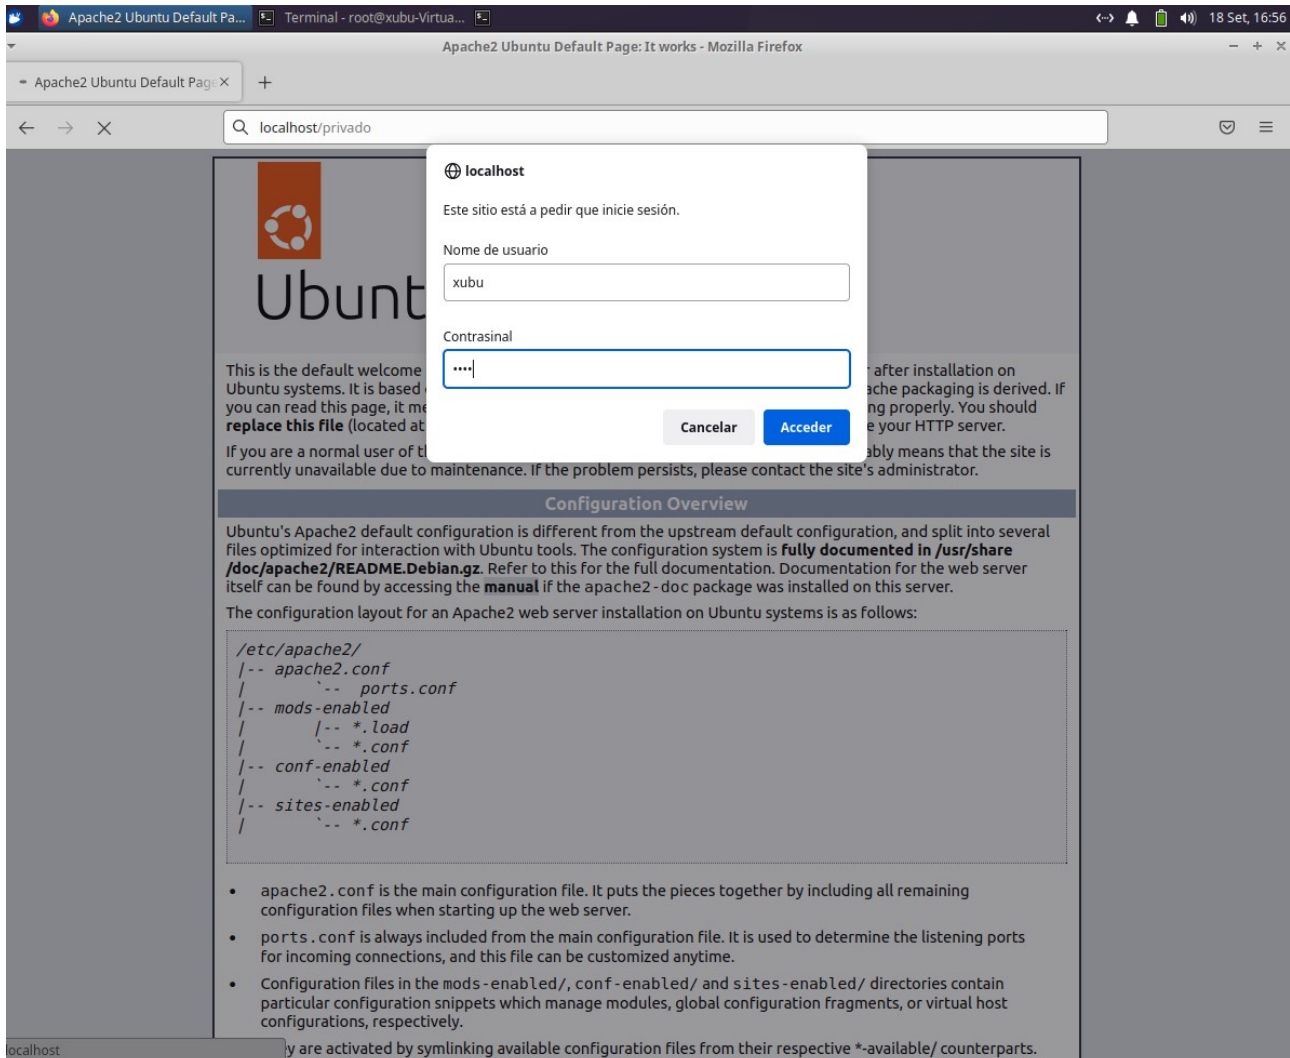 Apache2 Ubuntu Default Pa...
Terminal - root@xubu-Virtua...
18 Set, 16:56
Apache2 Ubuntu Default Page: It works - Mozilla Firefox
Apache2 Ubuntu Default Page
localhost/privado
localhost
Este sitio está a pedir que inicie sesión.
Nome de usuario
xubu
Contrasinal
••••
Cancelar
Acceder
Ubunt
This is the default welcome r after installation on
Ubuntu systems. It is based ache packaging is derived. If
you can read this page, it me ng properly. You should
replace this file (located at e your HTTP server.
If you are a normal user of t ably means that the site is
currently unavailable due to maintenance. If the problem persists, please contact the site's administrator.
Configuration Overview
Ubuntu's Apache2 default configuration is different from the upstream default configuration, and split into several
files optimized for interaction with Ubuntu tools. The configuration system is fully documented in /usr/share
/doc/apache2/README.Debian.gz. Refer to this for the full documentation. Documentation for the web server
itself can be found by accessing the manual if the apache2-doc package was installed on this server.
The configuration layout for an Apache2 web server installation on Ubuntu systems is as follows:
/etc/apache2/
|-- apache2.conf
|       `--  ports.conf
|-- mods-enabled
|       |-- *.load
|       `-- *.conf
|-- conf-enabled
|       `-- *.conf
|-- sites-enabled
|       `-- *.conf
• apache2.conf is the main configuration file. It puts the pieces together by including all remaining
configuration files when starting up the web server.
• ports.conf is always included from the main configuration file. It is used to determine the listening ports
for incoming connections, and this file can be customized anytime.
• Configuration files in the mods-enabled/, conf-enabled/ and sites-enabled/ directories contain
particular configuration snippets which manage modules, global configuration fragments, or virtual host
configurations, respectively.
localhost
ey are activated by symlinking available configuration files from their respective *-available/ counterparts.